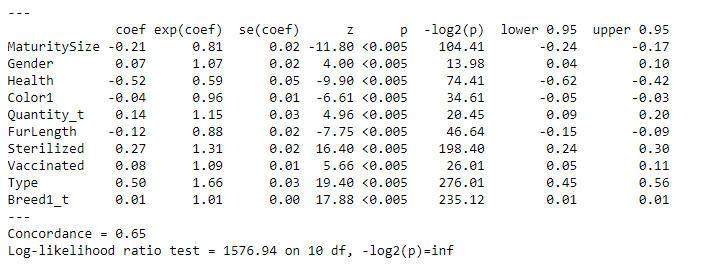 ---
coef exp(coef) se(coef) z p -log2(p) lower 0.95 upper 0.95
MaturitySize -0.21 0.81 0.02 -11.80 <0.005 104.41 -0.24 -0.17
Gender 0.07 1.07 0.02 4.00 <0.005 13.98 0.04 0.10
Health -0.52 0.59 0.05 -9.90 <0.005 74.41 -0.62 -0.42
Color1 -0.04 0.96 0.01 -6.61 <0.005 34.61 -0.05 -0.03
Quantity_t 0.14 1.15 0.03 4.96 <0.005 20.45 0.09 0.20
FurLength -0.12 0.88 0.02 -7.75 <0.005 46.64 -0.15 -0.09
Sterilized 0.27 1.31 0.02 16.40 <0.005 198.40 0.24 0.30
Vaccinated 0.08 1.09 0.01 5.66 <0.005 26.01 0.05 0.11
Type 0.50 1.66 0.03 19.40 <0.005 276.01 0.45 0.56
Breed1_t 0.01 1.01 0.00 17.88 <0.005 235.12 0.01 0.01
---
Concordance = 0.65
Log-likelihood ratio test = 1576.94 on 10 df, -log2(p)=inf